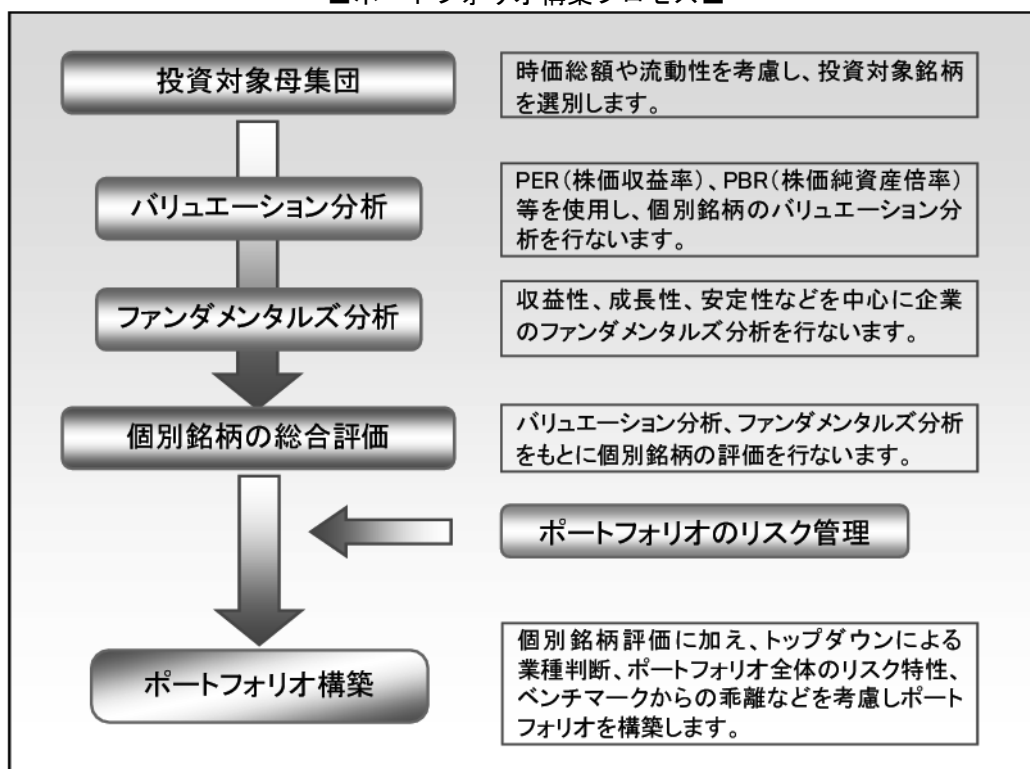 投資対象母集団
時価総額や流動性を考慮し、投資対象銘柄
を選別します。
バリュエーション分析
PER(株価収益率)、PBR(株価純資産倍率)
等を使用し、個別銘柄のバリュエーション分
析を行ないます。
ファンダメンタルズ分析
収益性、成長性、安定性などを中心に企業
のファンダメンタルズ分析を行ないます。
個別銘柄の総合評価
バリュエーション分析、ファンダメンタルズ分析
をもとに個別銘柄の評価を行ないます。
ポートフォリオのリスク管理
ポートフォリオ構築
個別銘柄評価に加え、トップダウンによる
業種判断、ポートフォリオ全体のリスク特性、
ベンチマークからの乖離などを考慮しポート
フォリオを構築します。